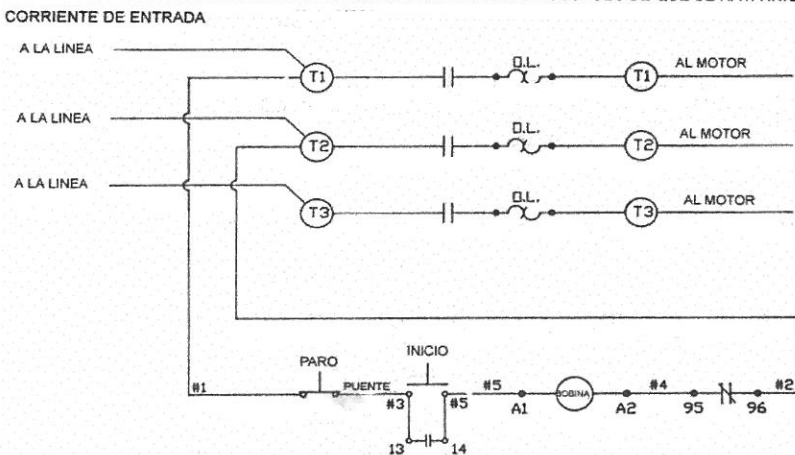 CORRIENTE DE ENTRADA
A LA LINEA
T1
O.L.
T1
AL MOTOR
A LA LINEA
T2
O.L.
T2
AL MOTOR
A LA LINEA
T3
O.L.
T3
AL MOTOR
INICIO
PARO
#1
PUENTE
#3
#5
#5
A1
BOBINA
A2
#4
95
96
#2
13
14